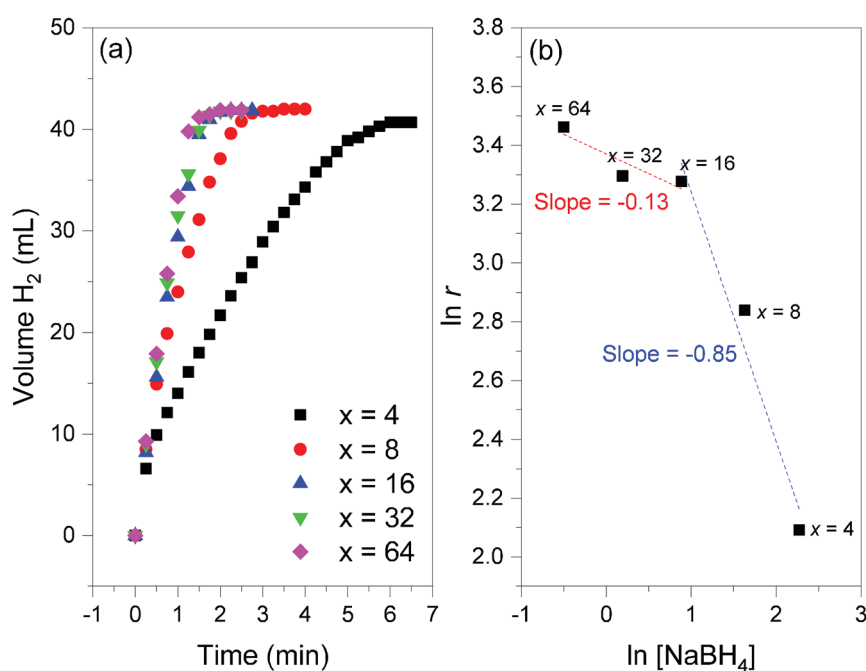 (a)
50
40
30
20
10
0
Volume H₂ (mL)
-1 0 1 2 3 4 5 6 7
Time (min)
x = 4
x = 8
x = 16
x = 32
x = 64
(b)
3.8
3.6
3.4
3.2
3.0
2.8
2.6
2.4
2.2
2.0
ln r
-1 0 1 2 3
ln [NaBH₄]
x = 64
x = 32
x = 16
Slope = -0.13
x = 8
Slope = -0.85
x = 4